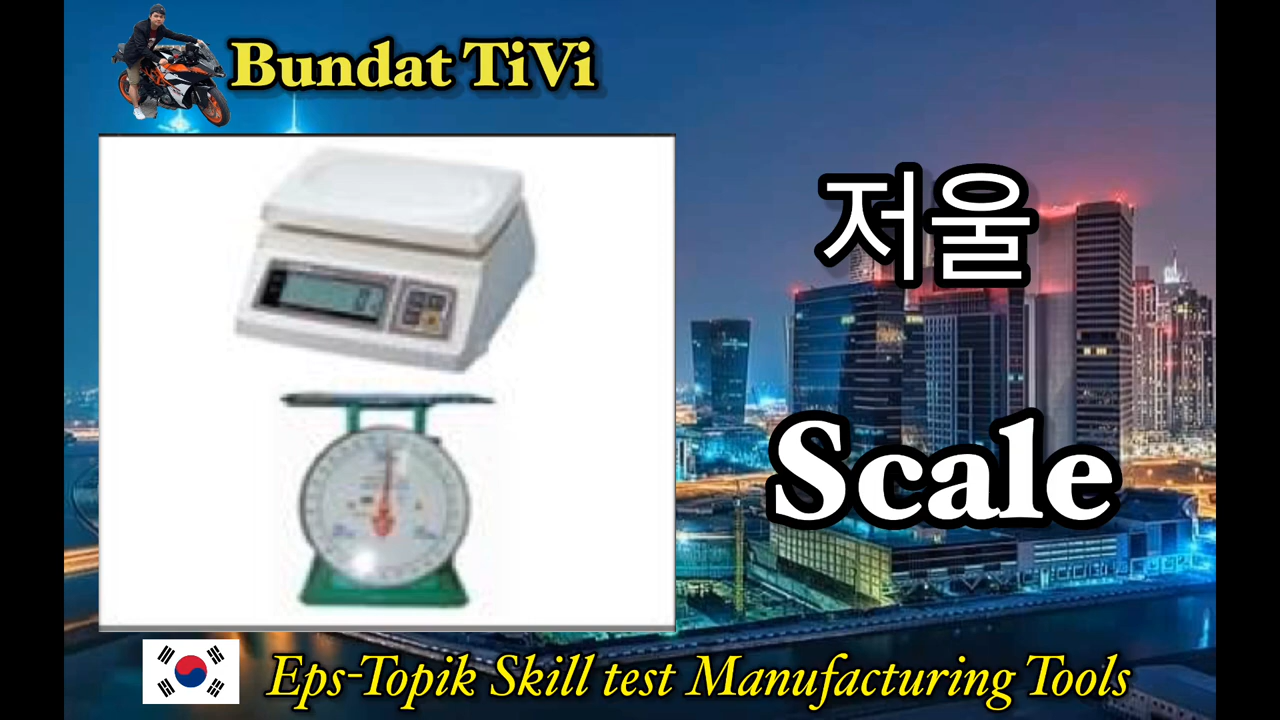 Bundat TiVi
저울
Scale
Eps-Topik Skill test Manufacturing Tools